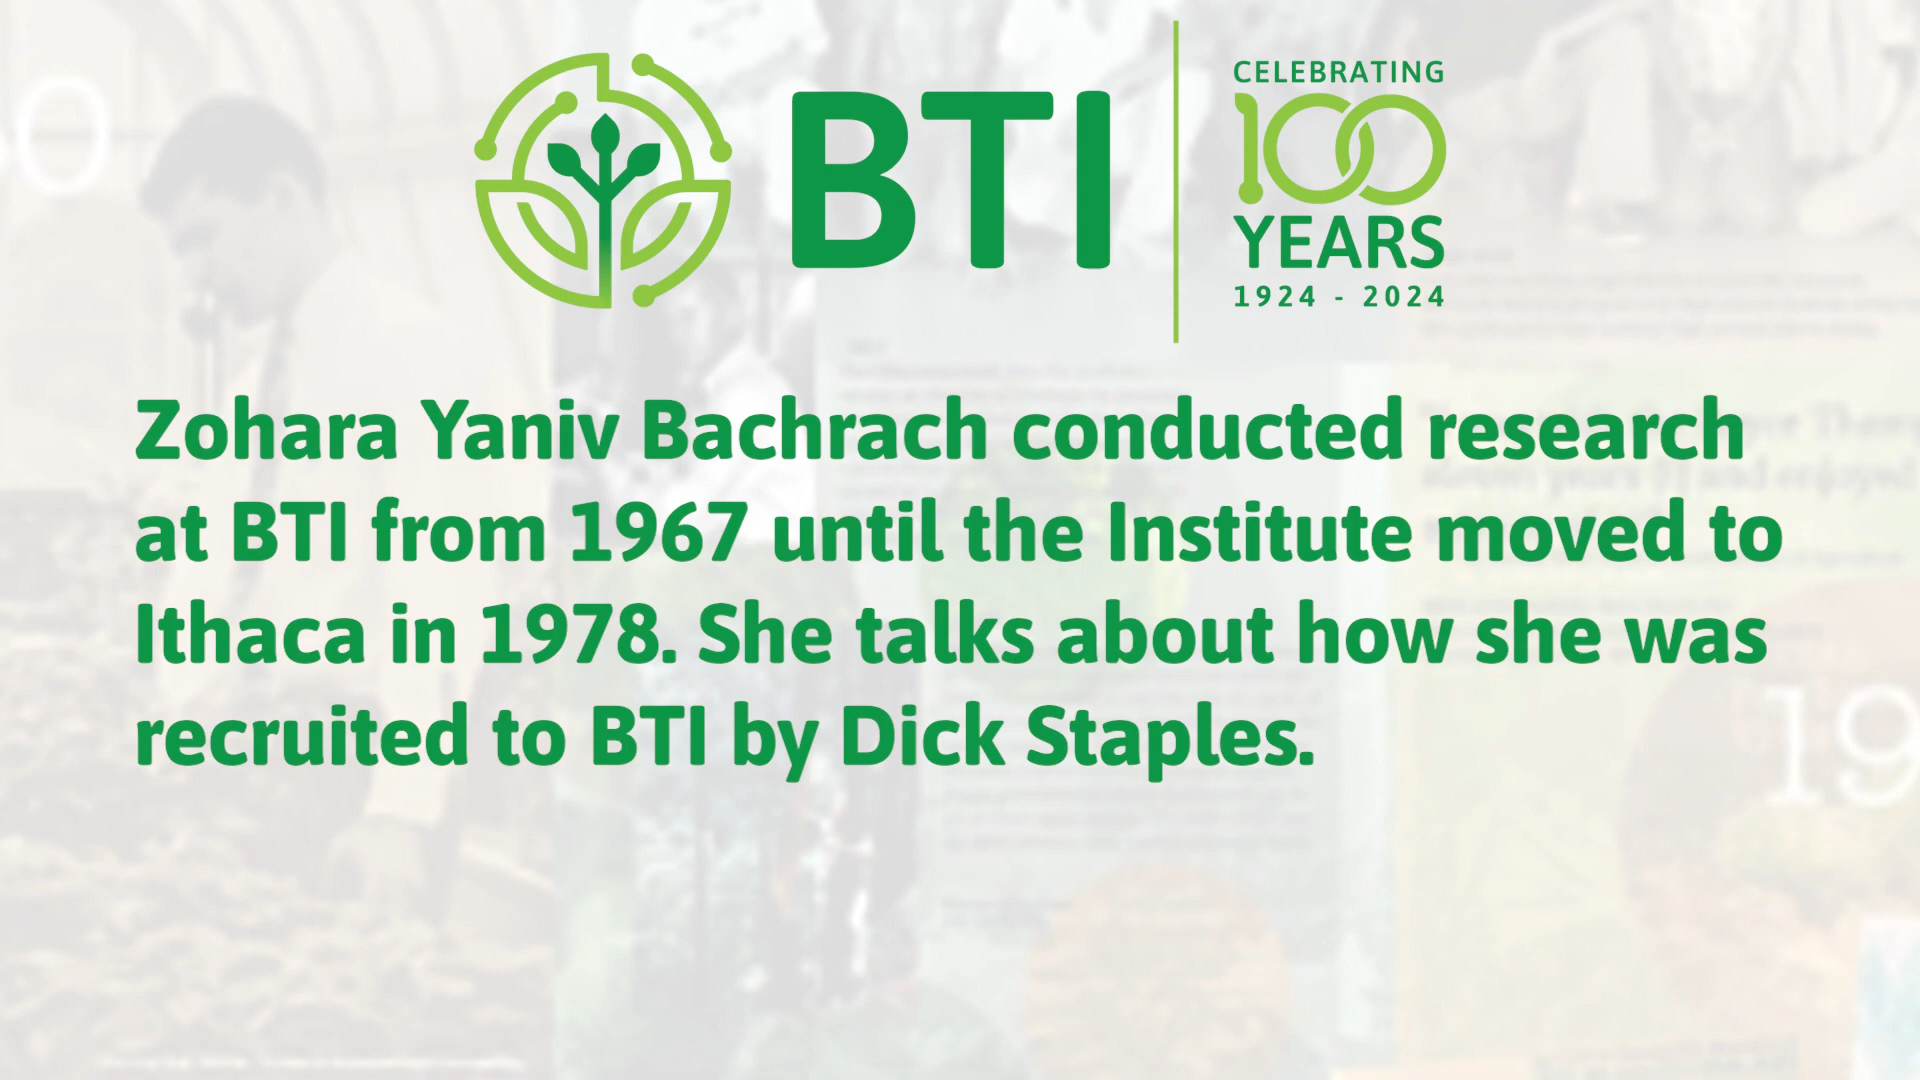 BTI
CELEBRATING
100
YEARS
1924 - 2024
Zohara Yaniv Bachrach conducted research
at BTI from 1967 until the Institute moved to
Ithaca in 1978. She talks about how she was
recruited to BTI by Dick Staples.
19